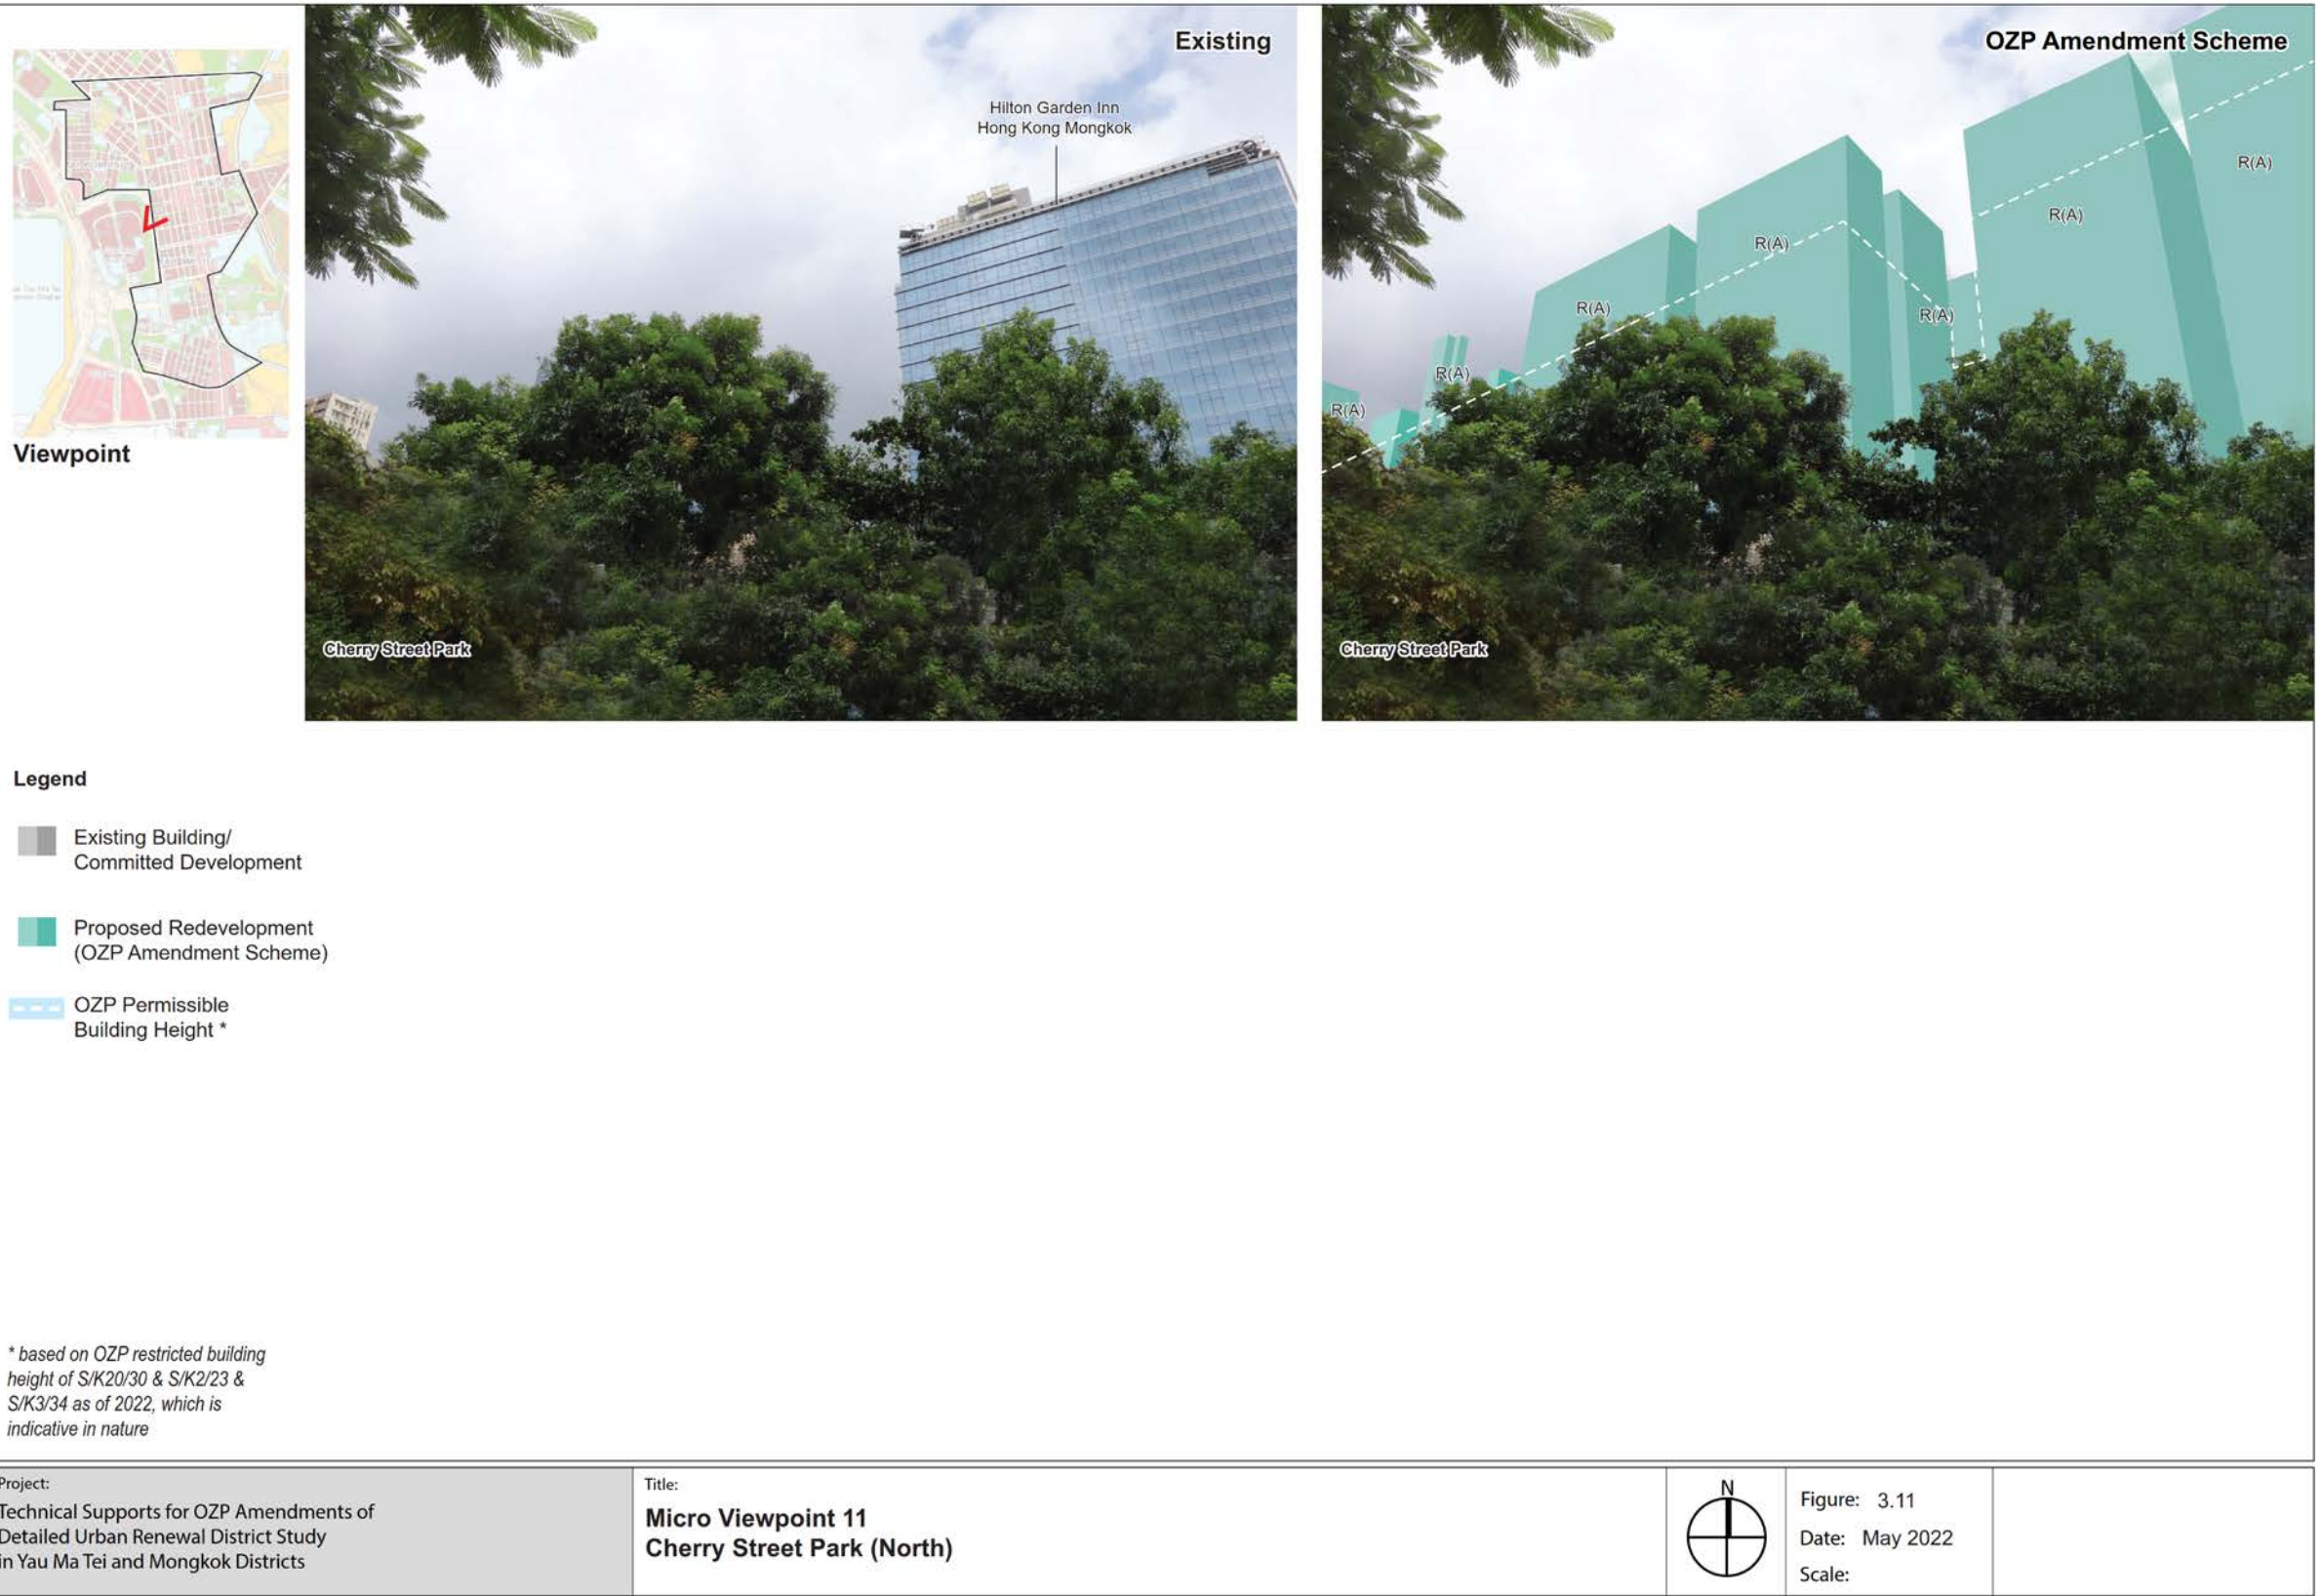 Existing
Hilton Garden Inn
Hong Kong Mongkok
Cherry Street Park
OZP Amendment Scheme
R(A)
R(A)
R(A)
R(A)
R(A)
R(A)
R(A)
Cherry Street Park
Viewpoint
Legend
Existing Building/
Committed Development
Proposed Redevelopment
(OZP Amendment Scheme)
OZP Permissible
Building Height *
* based on OZP restricted building
height of S/K20/30 & S/K2/23 &
S/K3/34 as of 2022, which is
indicative in nature
Project:
Technical Supports for OZP Amendments of
Detailed Urban Renewal District Study
in Yau Ma Tei and Mongkok Districts
Title:
Micro Viewpoint 11
Cherry Street Park (North)
N
Figure: 3.11
Date: May 2022
Scale: